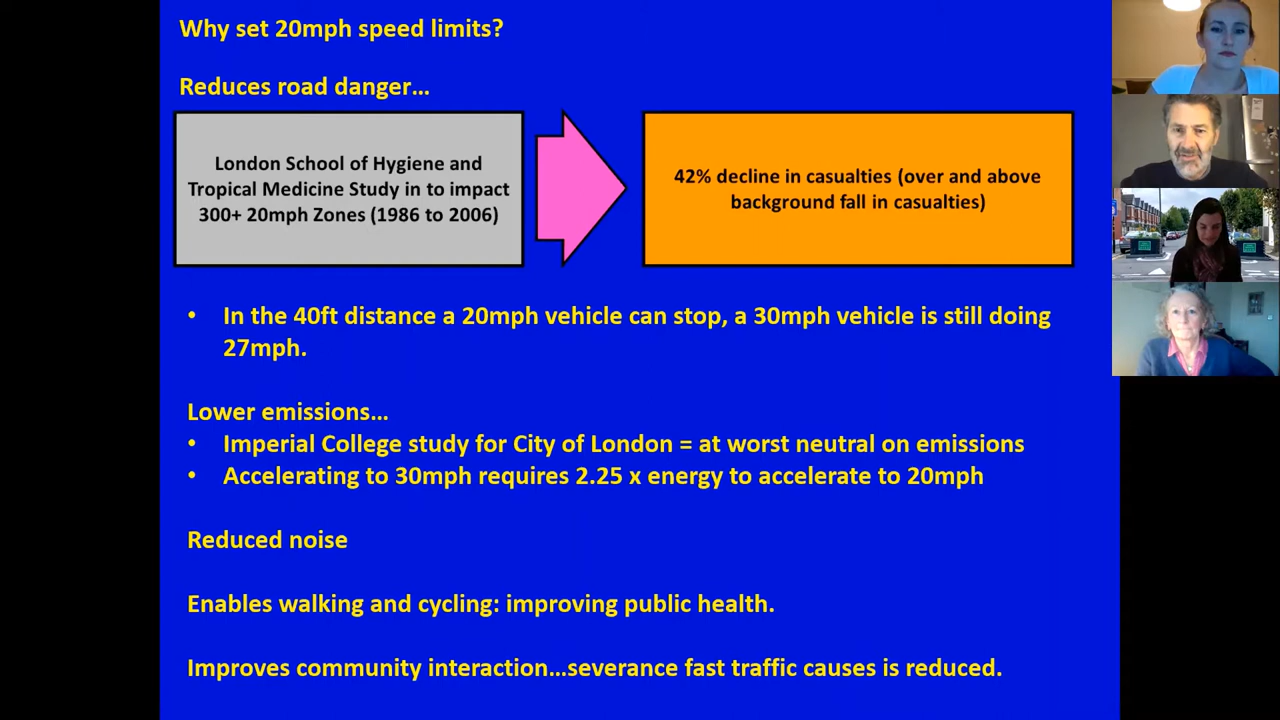 Why set 20mph speed limits?
Reduces road danger…
London School of Hygiene and
Tropical Medicine Study in to impact
300+ 20mph Zones (1986 to 2006)
42% decline in casualties (over and above
background fall in casualties)
• In the 40ft distance a 20mph vehicle can stop, a 30mph vehicle is still doing
27mph.
Lower emissions…
• Imperial College study for City of London = at worst neutral on emissions
• Accelerating to 30mph requires 2.25 x energy to accelerate to 20mph
Reduced noise
Enables walking and cycling: improving public health.
Improves community interaction…severance fast traffic causes is reduced.